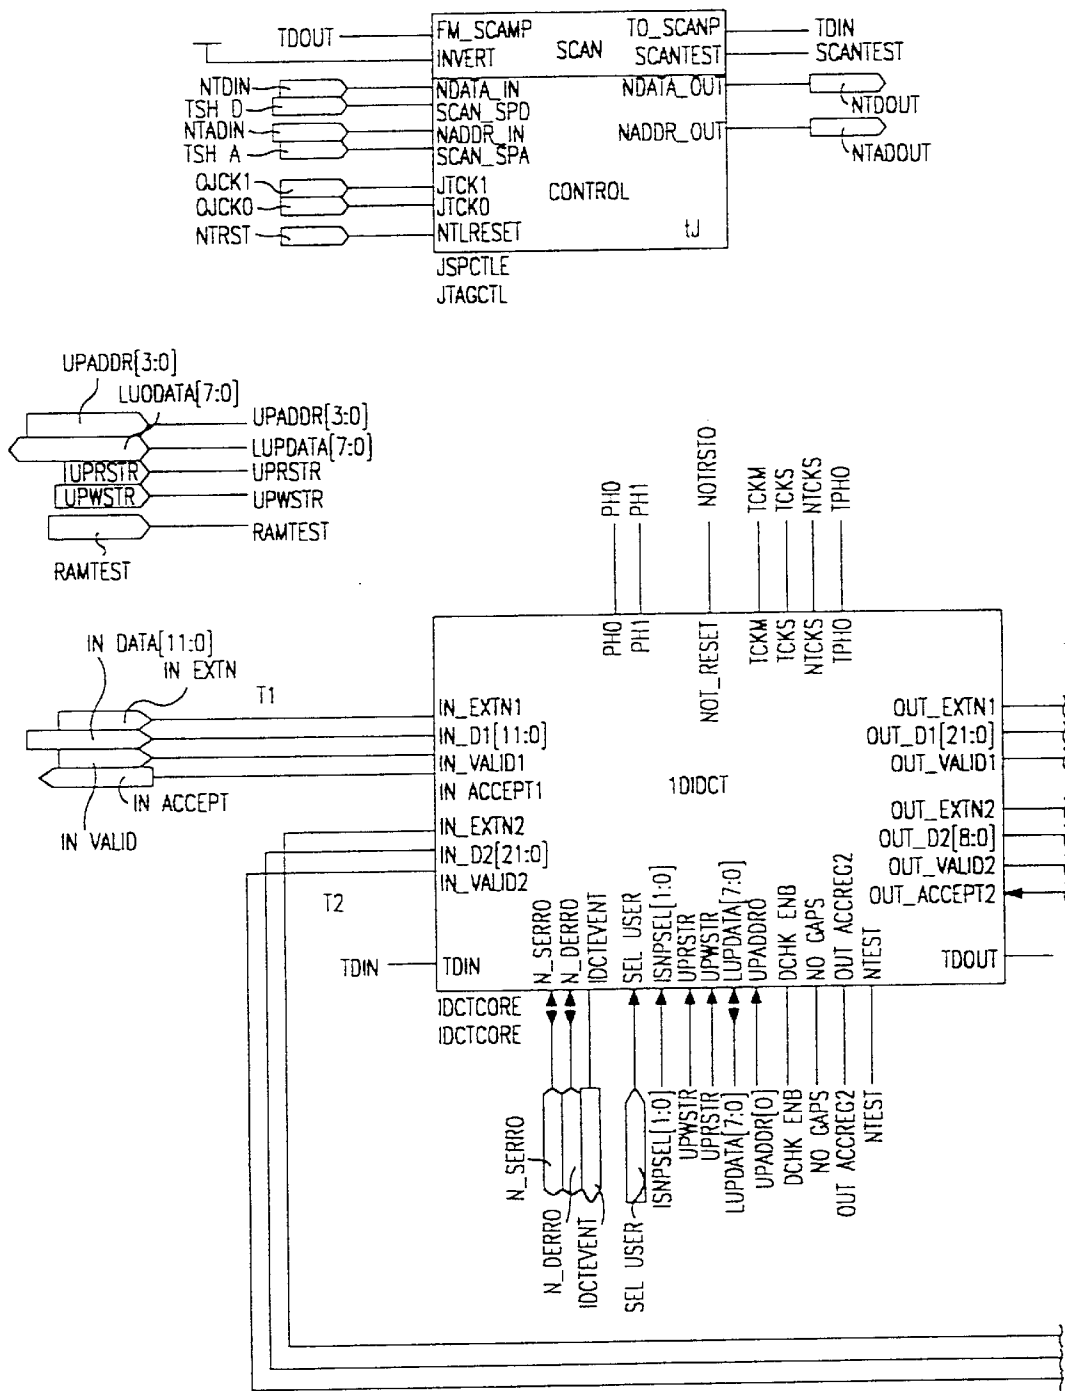 TDOUT FM_SCAMP TO_SCANP TDIN
INVERT SCAN SCANTEST SCANTEST
NTDIN NDATA_IN NDATA_OUT
TSH D SCAN_SPD NTDOUT
NTADIN NADDR_IN NADDR_OUT
TSH A SCAN_SPA NTADOUT
OJCK1 JTCK1 CONTROL
OJCK0 JTCK0
NTRST NTLRESET tJ
JSPCTLE
JTAGCTL
UPADDR[3:0]
LUODATA[7:0]
UPADDR[3:0]
LUPDATA[7:0]
UPRSTR UPRSTR
UPWSTR UPWSTR
RAMTEST
RAMTEST
PH0
PH1
NOTRSTO
TCKM
TCKS
NTCKS
TPH0
PH0
PH1
NOT_RESET
TCKM
TCKS
NTCKS
TPH0
IN DATA[11:0]
IN EXTN
T1
IN_EXTN1 OUT_EXTN1
IN_D1[11:0] OUT_D1[21:0]
IN_VALID1 OUT_VALID1
IN ACCEPT1 1DIDCT
IN ACCEPT
IN VALID
IN_EXTN2 OUT_EXTN2
IN_D2[21:0] OUT_D2[8:0]
IN_VALID2 OUT_VALID2
T2 OUT_ACCEPT2
TDIN TDIN TDOUT
N_SERRO
N_DERRO
IDCTEVENT
SEL USER
ISNPSEL[1:0]
UPRSTR
UPWSTR
LUPDATA[7:0]
UPADDRO
DCHK ENB
NO GAPS
OUT ACCREG2
NTEST
IDCTCORE
IDCTCORE
N_SERRO
N_DERRO
IDCTEVENT
SEL USER
ISNPSEL[1:0]
UPWSTR
UPRSTR
LUPDATA[7:0]
UPADDR[0]
DCHK ENB
NO GAPS
OUT ACCREG2
NTEST